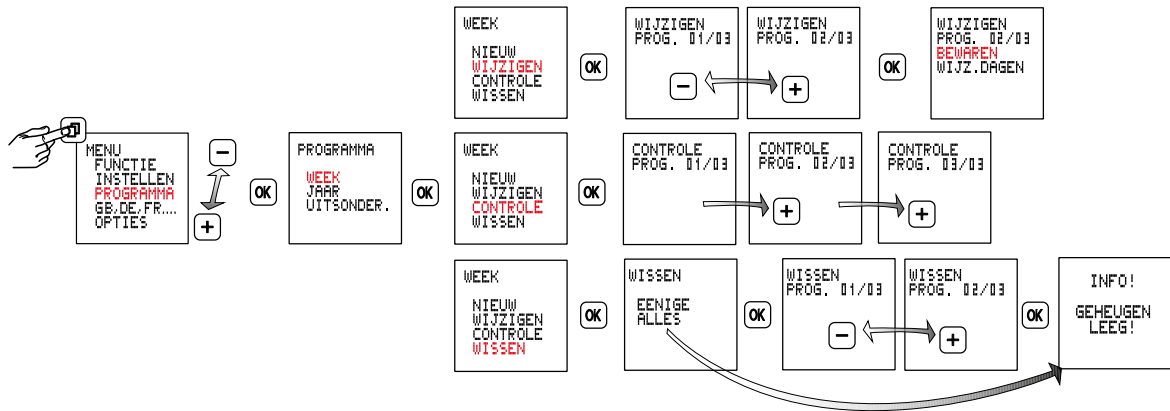 WEEK
NIEUW
WIJZIGEN
CONTROLE
WISSEN
OK
WIJZIGEN
PROG. 01/03
-
WIJZIGEN
PROG. 02/03
+
OK
WIJZIGEN
PROG. 02/03
BEWAREN
WIJZ.DAGEN
MENU
FUNCTIE
INSTELLEN
PROGRAMMA
GB,DE,FR....
OPTIES
-
+
OK
PROGRAMMA
WEEK
JAAR
UITSONDER.
OK
WEEK
NIEUW
WIJZIGEN
CONTROLE
WISSEN
OK
CONTROLE
PROG. 01/03
CONTROLE
PROG. 02/03
+
CONTROLE
PROG. 03/03
+
WEEK
NIEUW
WIJZIGEN
CONTROLE
WISSEN
OK
WISSEN
EENIGE
ALLES
OK
WISSEN
PROG. 01/03
-
WISSEN
PROG. 02/03
+
OK
INFO!
GEHEUGEN
LEEG!